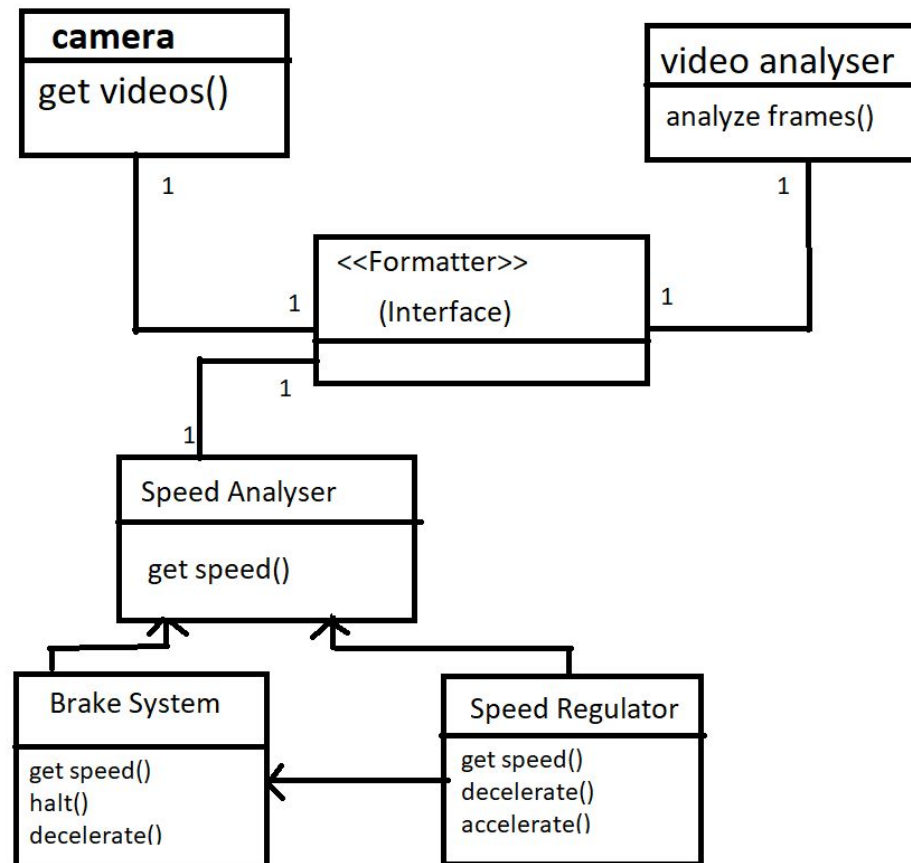 camera
get videos()
video analyser
analyze frames()
1
1
<<Formatter>>
(Interface)
1
1
1
1
Speed Analyser
get speed()
Brake System
get speed()
halt()
decelerate()
Speed Regulator
get speed()
decelerate()
accelerate()